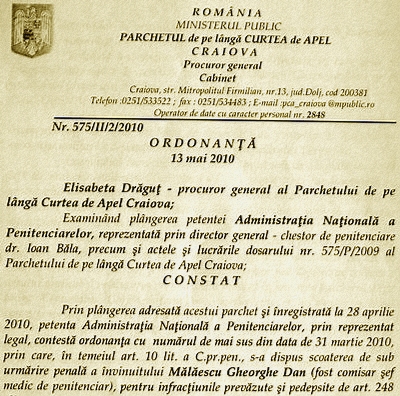 ROMÂNIA
MINISTERUL PUBLIC
PARCHETUL de pe lângă CURTEA de APEL
CRAIOVA
Procuror general
Cabinet
Craiova, str. Mitropolitul Firmilian, nr.13, jud.Dolj, cod 200381
Telefon :0251/533522 ; fax : 0251/534483 ; E-mail :pca_craiova @mpublic.ro
Operator de date cu caracter personal nr. 2848
Nr. 575/II/2/2010
ORDONANŢĂ
13 mai 2010
Elisabeta Drăguţ - procuror general al Parchetului de pe
lângă Curtea de Apel Craiova;
Examinând plângerea petentei Administraţia Naţională a
Penitenciarelor, reprezentată prin director general - chestor de penitenciare
dr. Ioan Băla, precum şi actele şi lucrările dosarului nr. 575/P/2009 al
Parchetului de pe lângă Curtea de Apel Craiova;
CONSTAT
Prin plângerea adresată acestui parchet şi înregistrată la 28 aprilie
2010, petenta Administraţia Naţională a Penitenciarelor, prin reprezentat
legal, contestă ordonanţa cu numărul de mai sus din data de 31 martie 2010,
prin care, în temeiul art. 10 lit. a C.pr.pen., s-a dispus scoaterea de sub
urmărire penală a învinuitului Mălăescu Gheorghe Dan (fost comisar şef
medic de penitenciar), pentru infracţiunile prevăzute şi pedepsite de art. 248